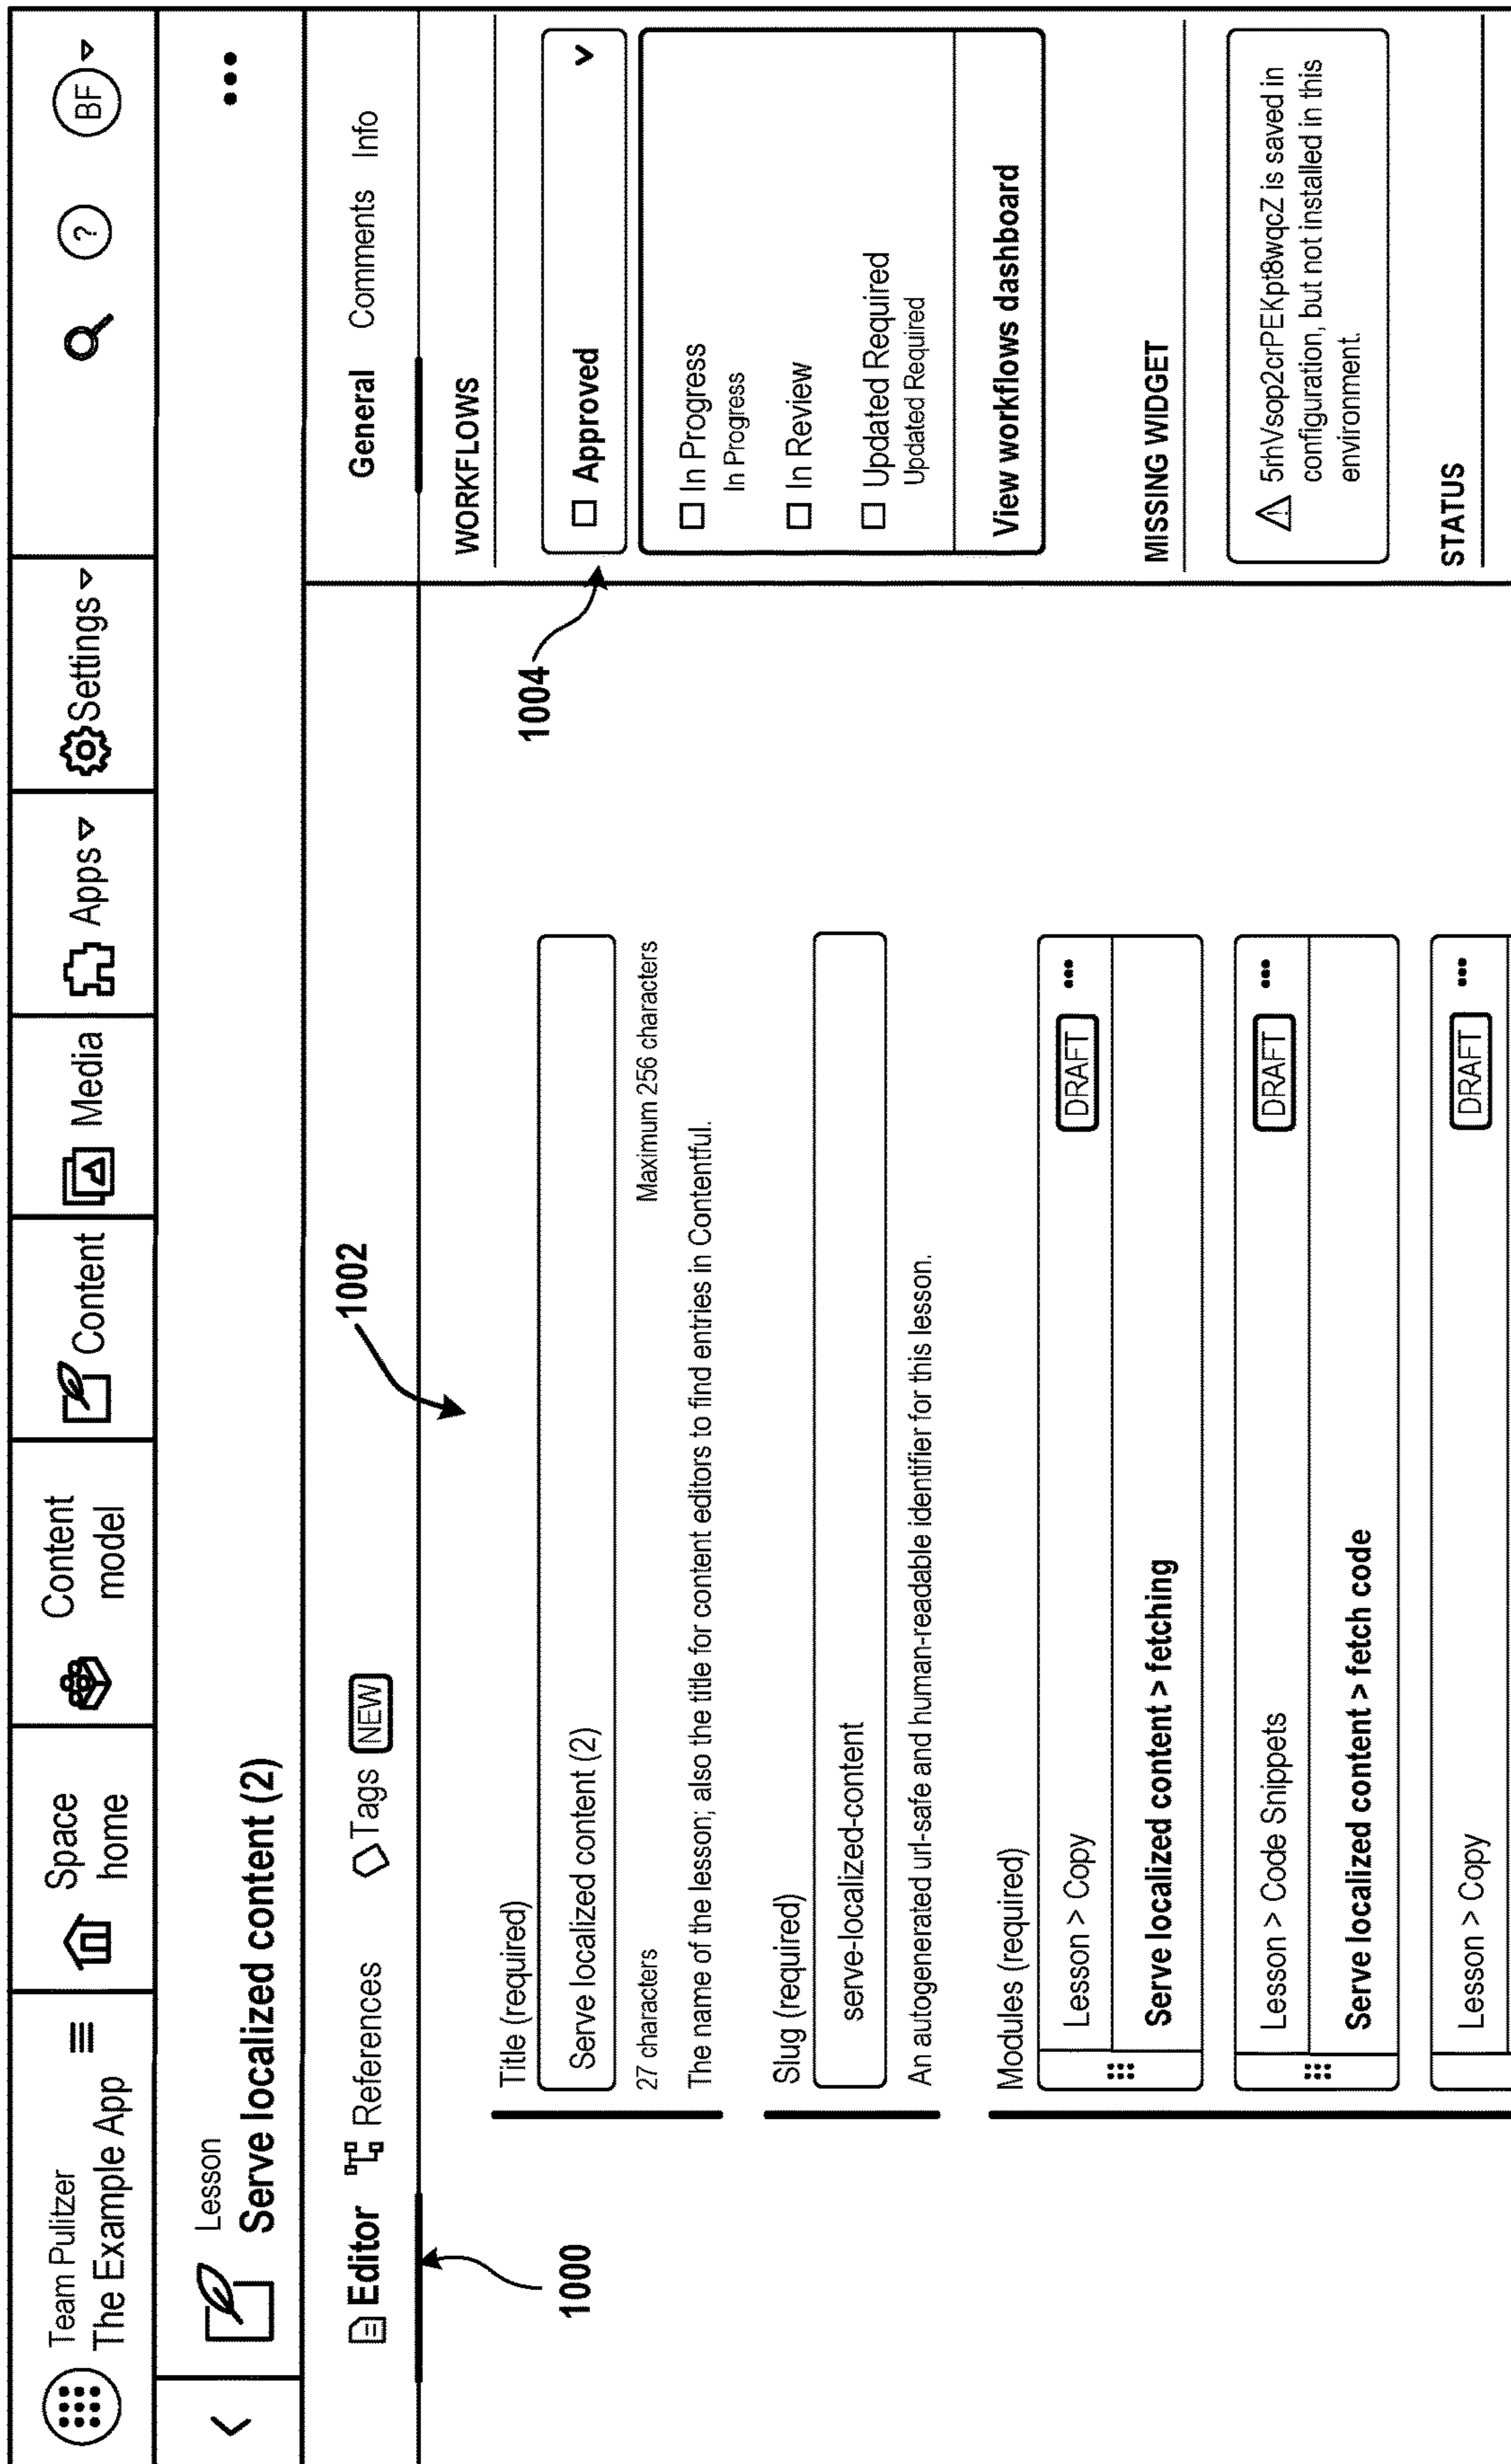 Team Pulitzer
The Example App
Space
home
Content
model
Content
Media
Apps
Settings
?
BF
Lesson
Serve localized content (2)
Editor
References
Tags
NEW
General
Comments
Info
1000
1002
1004
Title (required)
Serve localized content (2)
27 characters
Maximum 256 characters
The name of the lesson; also the title for content editors to find entries in Contentful.
Slug (required)
serve-localized-content
An autogenerated url-safe and human-readable identifier for this lesson.
Modules (required)
Lesson > Copy
DRAFT
Serve localized content > fetching
Lesson > Code Snippets
DRAFT
Serve localized content > fetch code
Lesson > Copy
DRAFT
WORKFLOWS
Approved
In Progress
In Progress
In Review
Updated Required
Updated Required
View workflows dashboard
MISSING WIDGET
5rhVsop2crPEKpt8wqcZ is saved in
configuration, but not installed in this
environment.
STATUS